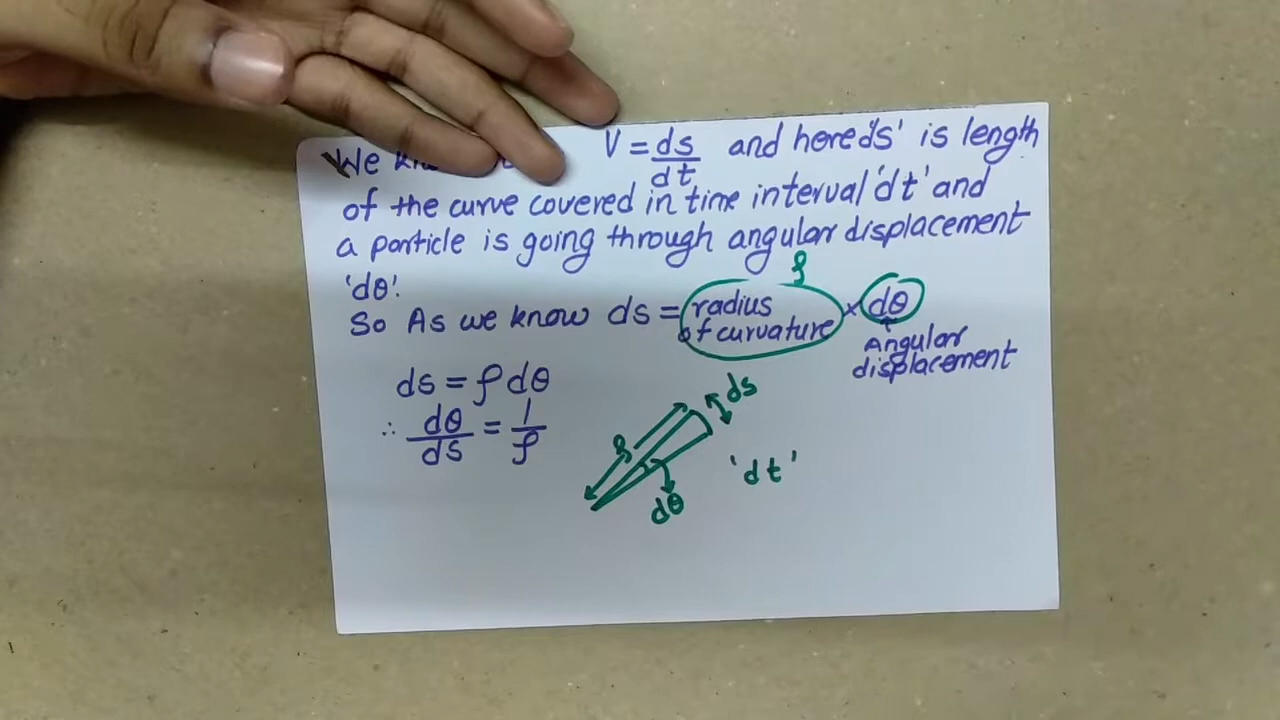 We V = ds/dt and here 'ds' is length
of the curve covered in time interval 'dt' and
a particle is going through angular displacement
'dθ'.
ρ
So As we know ds = radius of curvature × dθ
Angular displacement
ds = ρ dθ
∴ dθ/ds = 1/ρ
ds
ρ
'dt'
dθ